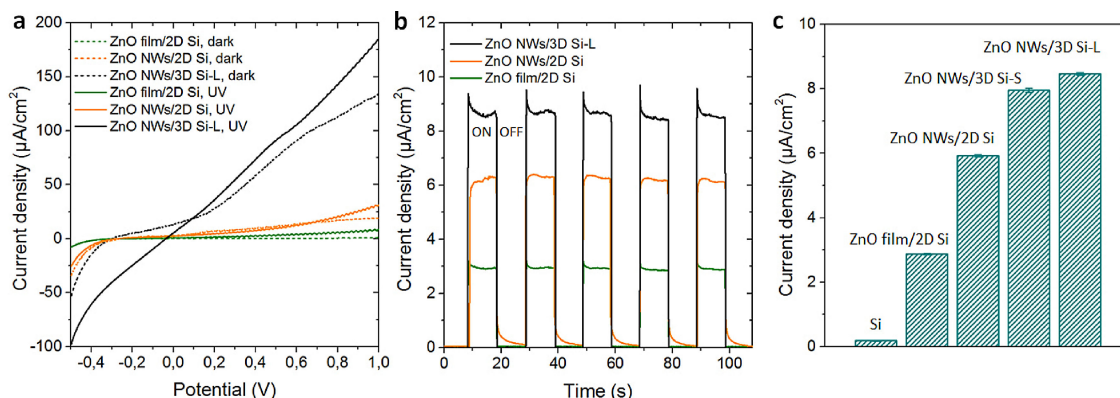 a
200
150
100
50
0
-50
-100
-0,4 -0,2 0,0 0,2 0,4 0,6 0,8 1,0
Current density (µA/cm²)
Potential (V)
ZnO film/2D Si, dark
ZnO NWs/2D Si, dark
ZnO NWs/3D Si-L, dark
ZnO film/2D Si, UV
ZnO NWs/2D Si, UV
ZnO NWs/3D Si-L, UV
b
12
10
8
6
4
2
0
0 20 40 60 80 100
Current density (µA/cm²)
Time (s)
ZnO NWs/3D Si-L
ZnO NWs/2D Si
ZnO film/2D Si
ON OFF
c
10
8
6
4
2
0
Current density (µA/cm²)
ZnO NWs/3D Si-L
ZnO NWs/3D Si-S
ZnO NWs/2D Si
ZnO film/2D Si
Si